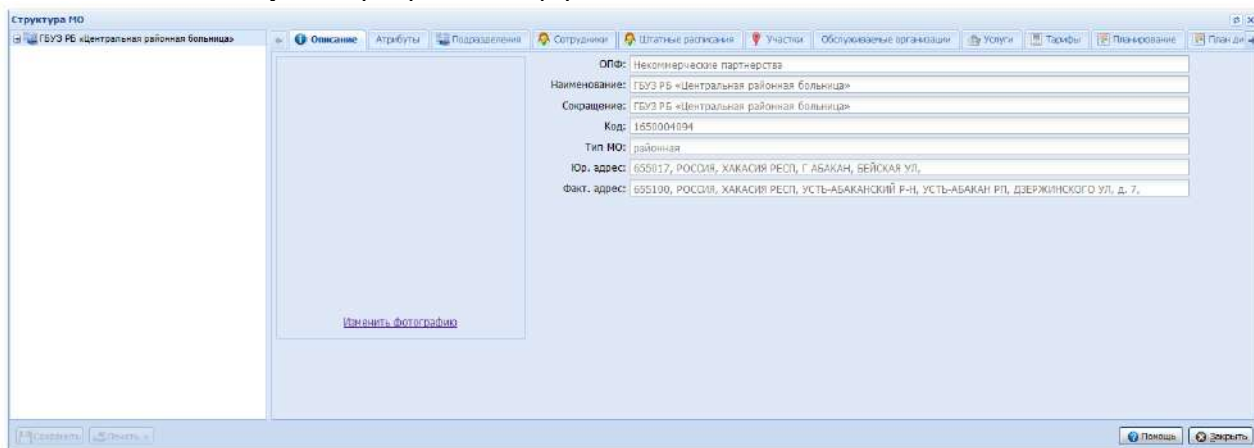 Структура МО
ГБУЗ РБ «Центральная районная больница»
Описание Атрибуты Подразделения Сотрудники Штатные расписания Участки Обслуживаемые организации Услуги Тарифы Планирование План ди
ОПФ: Некоммерческие партнерства
Наименование: ГБУЗ РБ «Центральная районная больница»
Сокращение: ГБУЗ РБ «Центральная районная больница»
Код: 1650004094
Тип МО: районная
Юр. адрес: 655017, РОССИЯ, ХАКАСИЯ РЕСП, Г АБАКАН, БЕЙСКАЯ УЛ,
Факт. адрес: 655100, РОССИЯ, ХАКАСИЯ РЕСП, УСТЬ-АБАКАНСКИЙ Р-Н, УСТЬ-АБАКАН РП, ДЗЕРЖИНСКОГО УЛ, д. 7,
Изменить фотографию
Сохранить Печать Помощь Закрыть